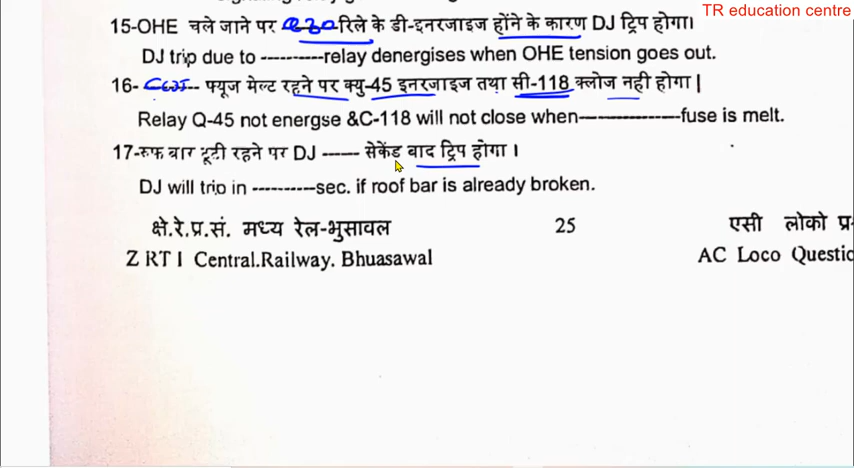 TR education centre
15-OHE चले जाने पर Q30 रिले के डी-इनरजाइज होंने के कारण DJ ट्रिप होगा।
DJ trip due to ----------relay denergises when OHE tension goes out.
16- CCDJ-- फ्यूज मेल्ट रहने पर क्यु-45 इनरजाइज तथा सी-118 क्लोज नही होगा |
Relay Q-45 not energse &C-118 will not close when----------------fuse is melt.
17-रुफ बार टूटी रहने पर DJ ------ सेकेंड बाद ट्रिप होगा ।
DJ will trip in ----------sec. if roof bar is already broken.
क्षे.रे.प्र.सं. मध्य रेल-भुसावल 25 एसी लोको प्र
Z RT I Central.Railway. Bhuasawal AC Loco Questic